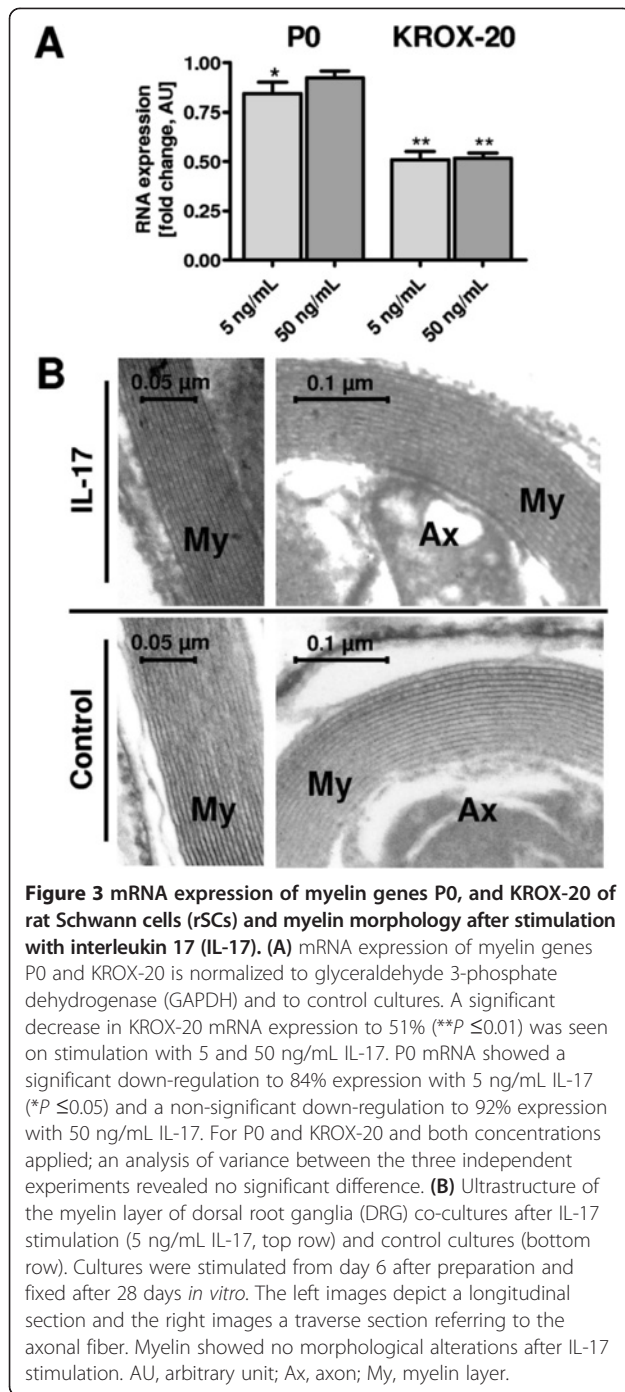 A
P0 KROX-20
RNA expression
[fold change, AU]
1.00
0.75
0.50
0.25
0.00
*
**
**
5 ng/mL
50 ng/mL
5 ng/mL
50 ng/mL
B
IL-17
0.05 µm
My
0.1 µm
My
Ax
Control
0.05 µm
My
0.1 µm
My
Ax
Figure 3 mRNA expression of myelin genes P0, and KROX-20 of
rat Schwann cells (rSCs) and myelin morphology after stimulation
with interleukin 17 (IL-17). (A) mRNA expression of myelin genes
P0 and KROX-20 is normalized to glyceraldehyde 3-phosphate
dehydrogenase (GAPDH) and to control cultures. A significant
decrease in KROX-20 mRNA expression to 51% (**P ≤0.01) was seen
on stimulation with 5 and 50 ng/mL IL-17. P0 mRNA showed a
significant down-regulation to 84% expression with 5 ng/mL IL-17
(*P ≤0.05) and a non-significant down-regulation to 92% expression
with 50 ng/mL IL-17. For P0 and KROX-20 and both concentrations
applied; an analysis of variance between the three independent
experiments revealed no significant difference. (B) Ultrastructure of
the myelin layer of dorsal root ganglia (DRG) co-cultures after IL-17
stimulation (5 ng/mL IL-17, top row) and control cultures (bottom
row). Cultures were stimulated from day 6 after preparation and
fixed after 28 days in vitro. The left images depict a longitudinal
section and the right images a traverse section referring to the
axonal fiber. Myelin showed no morphological alterations after IL-17
stimulation. AU, arbitrary unit; Ax, axon; My, myelin layer.